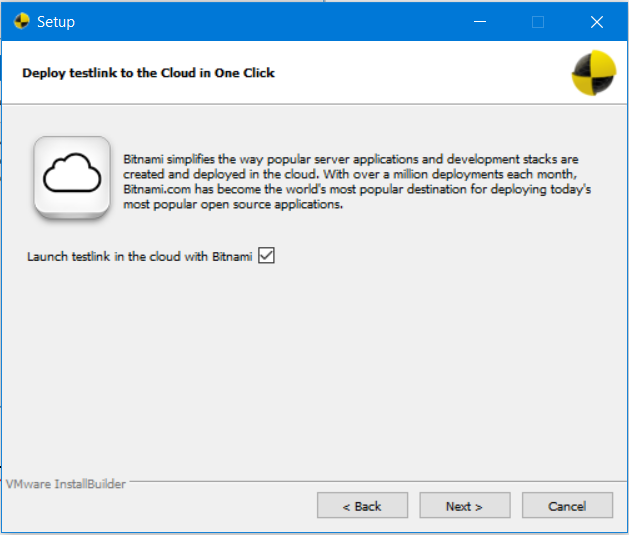 Setup
Deploy testlink to the Cloud in One Click
Bitnami simplifies the way popular server applications and development stacks are
created and deployed in the cloud. With over a million deployments each month,
Bitnami.com has become the world's most popular destination for deploying today's
most popular open source applications.
Launch testlink in the cloud with Bitnami
VMware InstallBuilder
< Back
Next >
Cancel